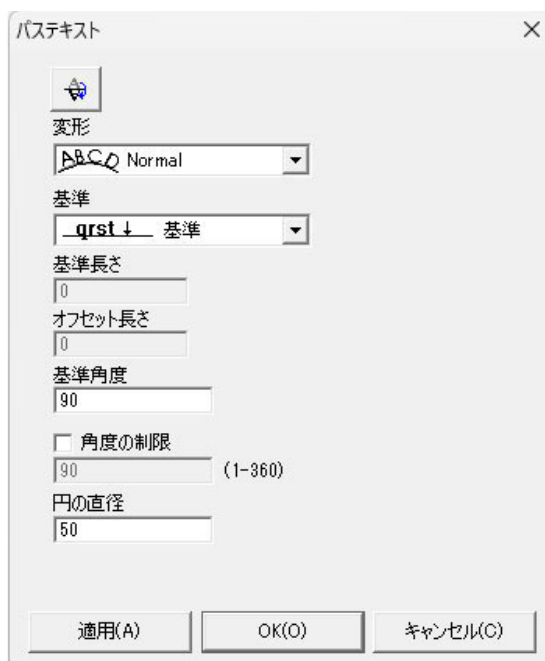 パステキスト
変形
ABCD Normal
基準
qrst↓ 基準
基準長さ
0
オフセット長さ
0
基準角度
90
角度の制限
90 (1-360)
円の直径
50
適用(A) OK(O) キャンセル(C)